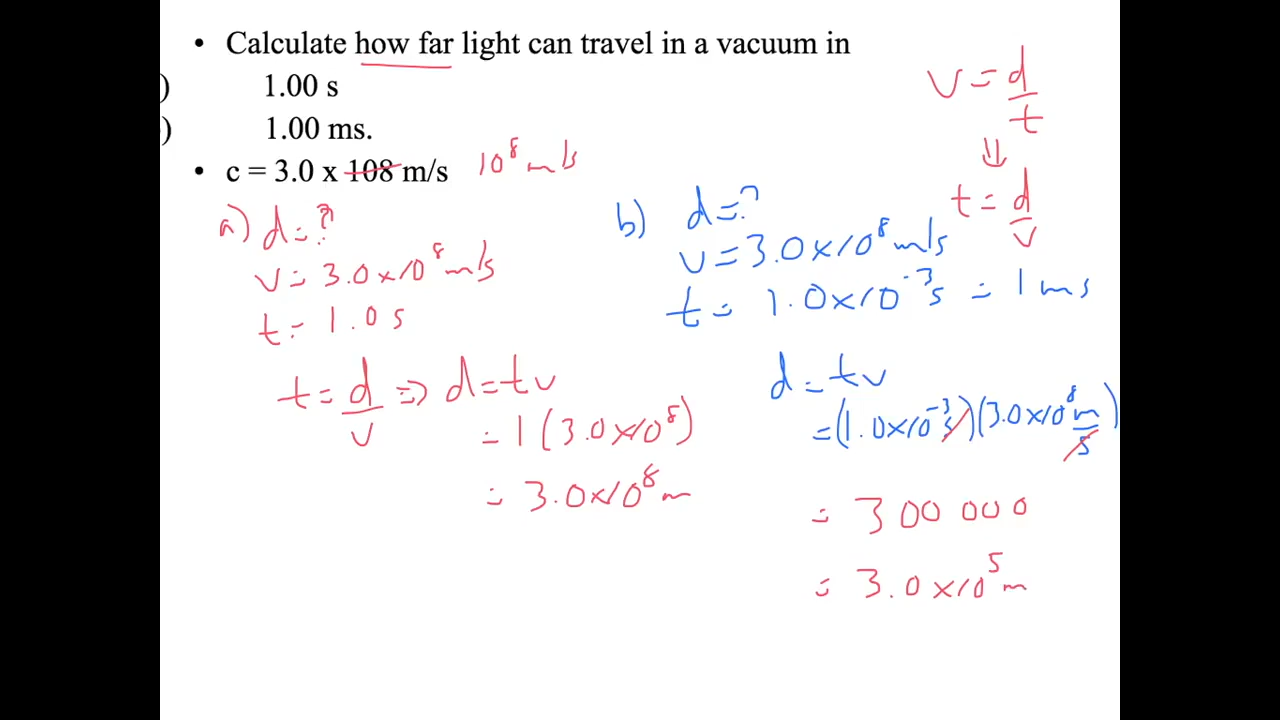 • Calculate how far light can travel in a vacuum in
) 1.00 s
) 1.00 ms.
• c = 3.0 x 108 m/s 10⁸ m/s
v = d/t
⇓
t = d/v
a) d = ?
v = 3.0 x 10⁸ m/s
t = 1.0 s
t = d/v ⇒ d = tv
= 1 (3.0 x 10⁸)
= 3.0 x 10⁸ m
b) d = ?
v = 3.0 x 10⁸ m/s
t = 1.0 x 10⁻³ s = 1 ms
d = tv
= (1.0 x 10⁻³ s)(3.0 x 10⁸ m/s)
= 300 000
= 3.0 x 10⁵ m